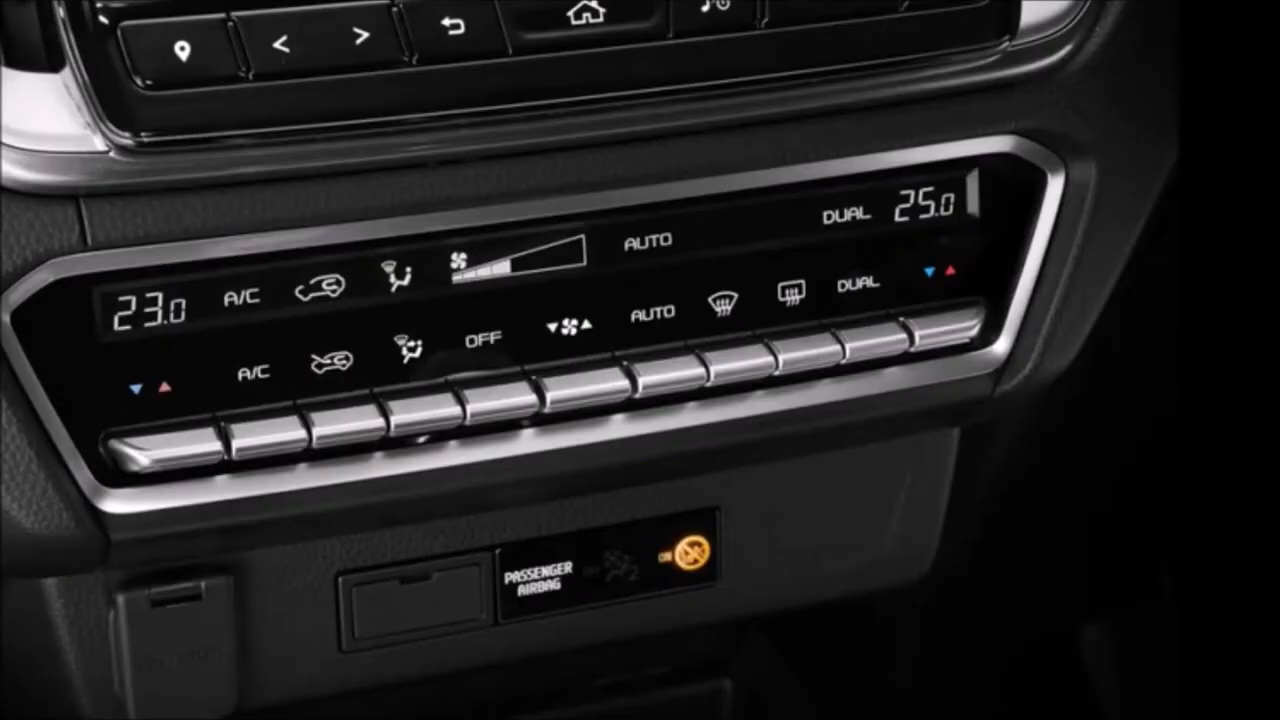 DUAL 25.0
AUTO
23.0 A/C
DUAL
AUTO
OFF
A/C
PASSENGER
AIRBAG
ON